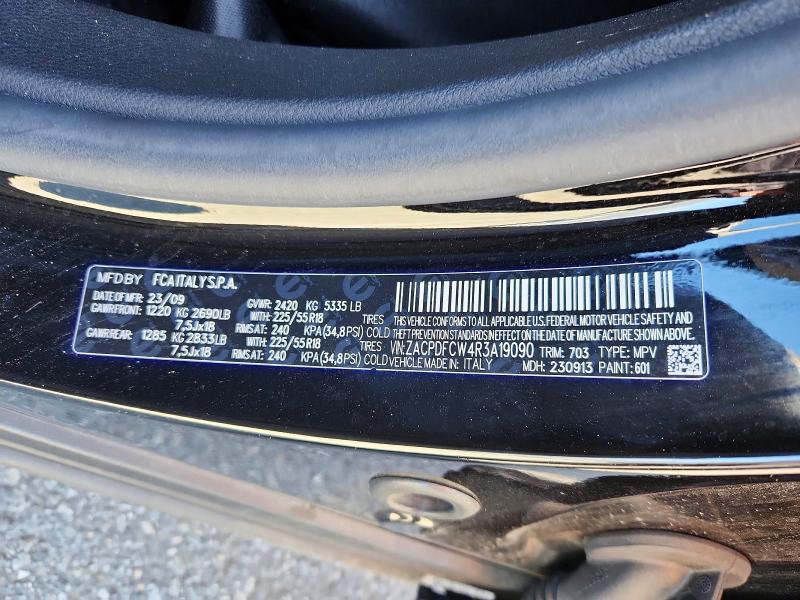 MFD BY FCA ITALY S.P.A.
DATE OF MFR: 23/09 GVWR: 2420 KG 5335 LB
GAWR FRONT: 1220 KG 2690LB WITH: 225/55 R18 TIRES
7,5Jx18 RIMS AT: 240 KPA (34,8PSI) COLD
GAWR REAR: 1285 KG 2833LB WITH: 225/55 R18 TIRES
7,5Jx18 RIMS AT: 240 KPA (34,8PSI) COLD
THIS VEHICLE CONFORMS TO ALL APPLICABLE U.S. FEDERAL MOTOR VEHICLE SAFETY/
THEFT PREVENTION STANDARDS IN EFFECT ON THE DATE OF MANUFACTURE SHOWN ABOVE.
VIN: ZACPDFCW4R3A19090 TRIM: 703 TYPE: MPV
VEHICLE MADE IN: ITALY MDH: 230913 PAINT: 601